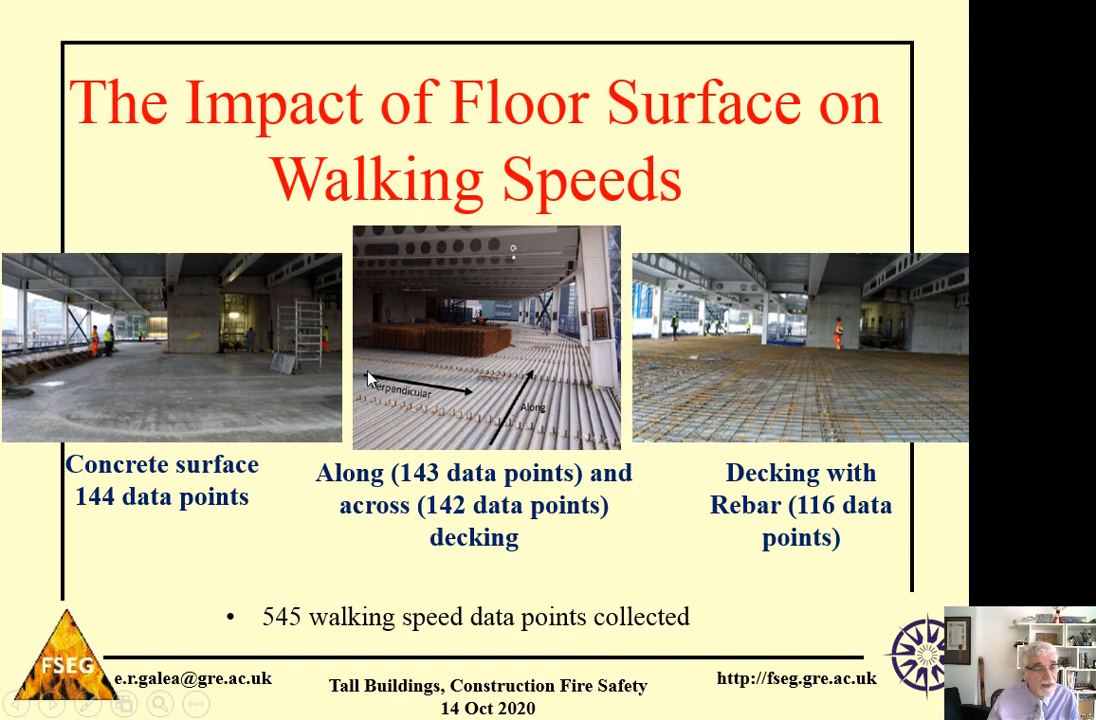 The Impact of Floor Surface on
Walking Speeds
Perpendicular
Along
Concrete surface
144 data points
Along (143 data points) and
across (142 data points)
decking
Decking with
Rebar (116 data
points)
• 545 walking speed data points collected
FSEG
e.r.galea@gre.ac.uk
Tall Buildings, Construction Fire Safety
14 Oct 2020
http://fseg.gre.ac.uk